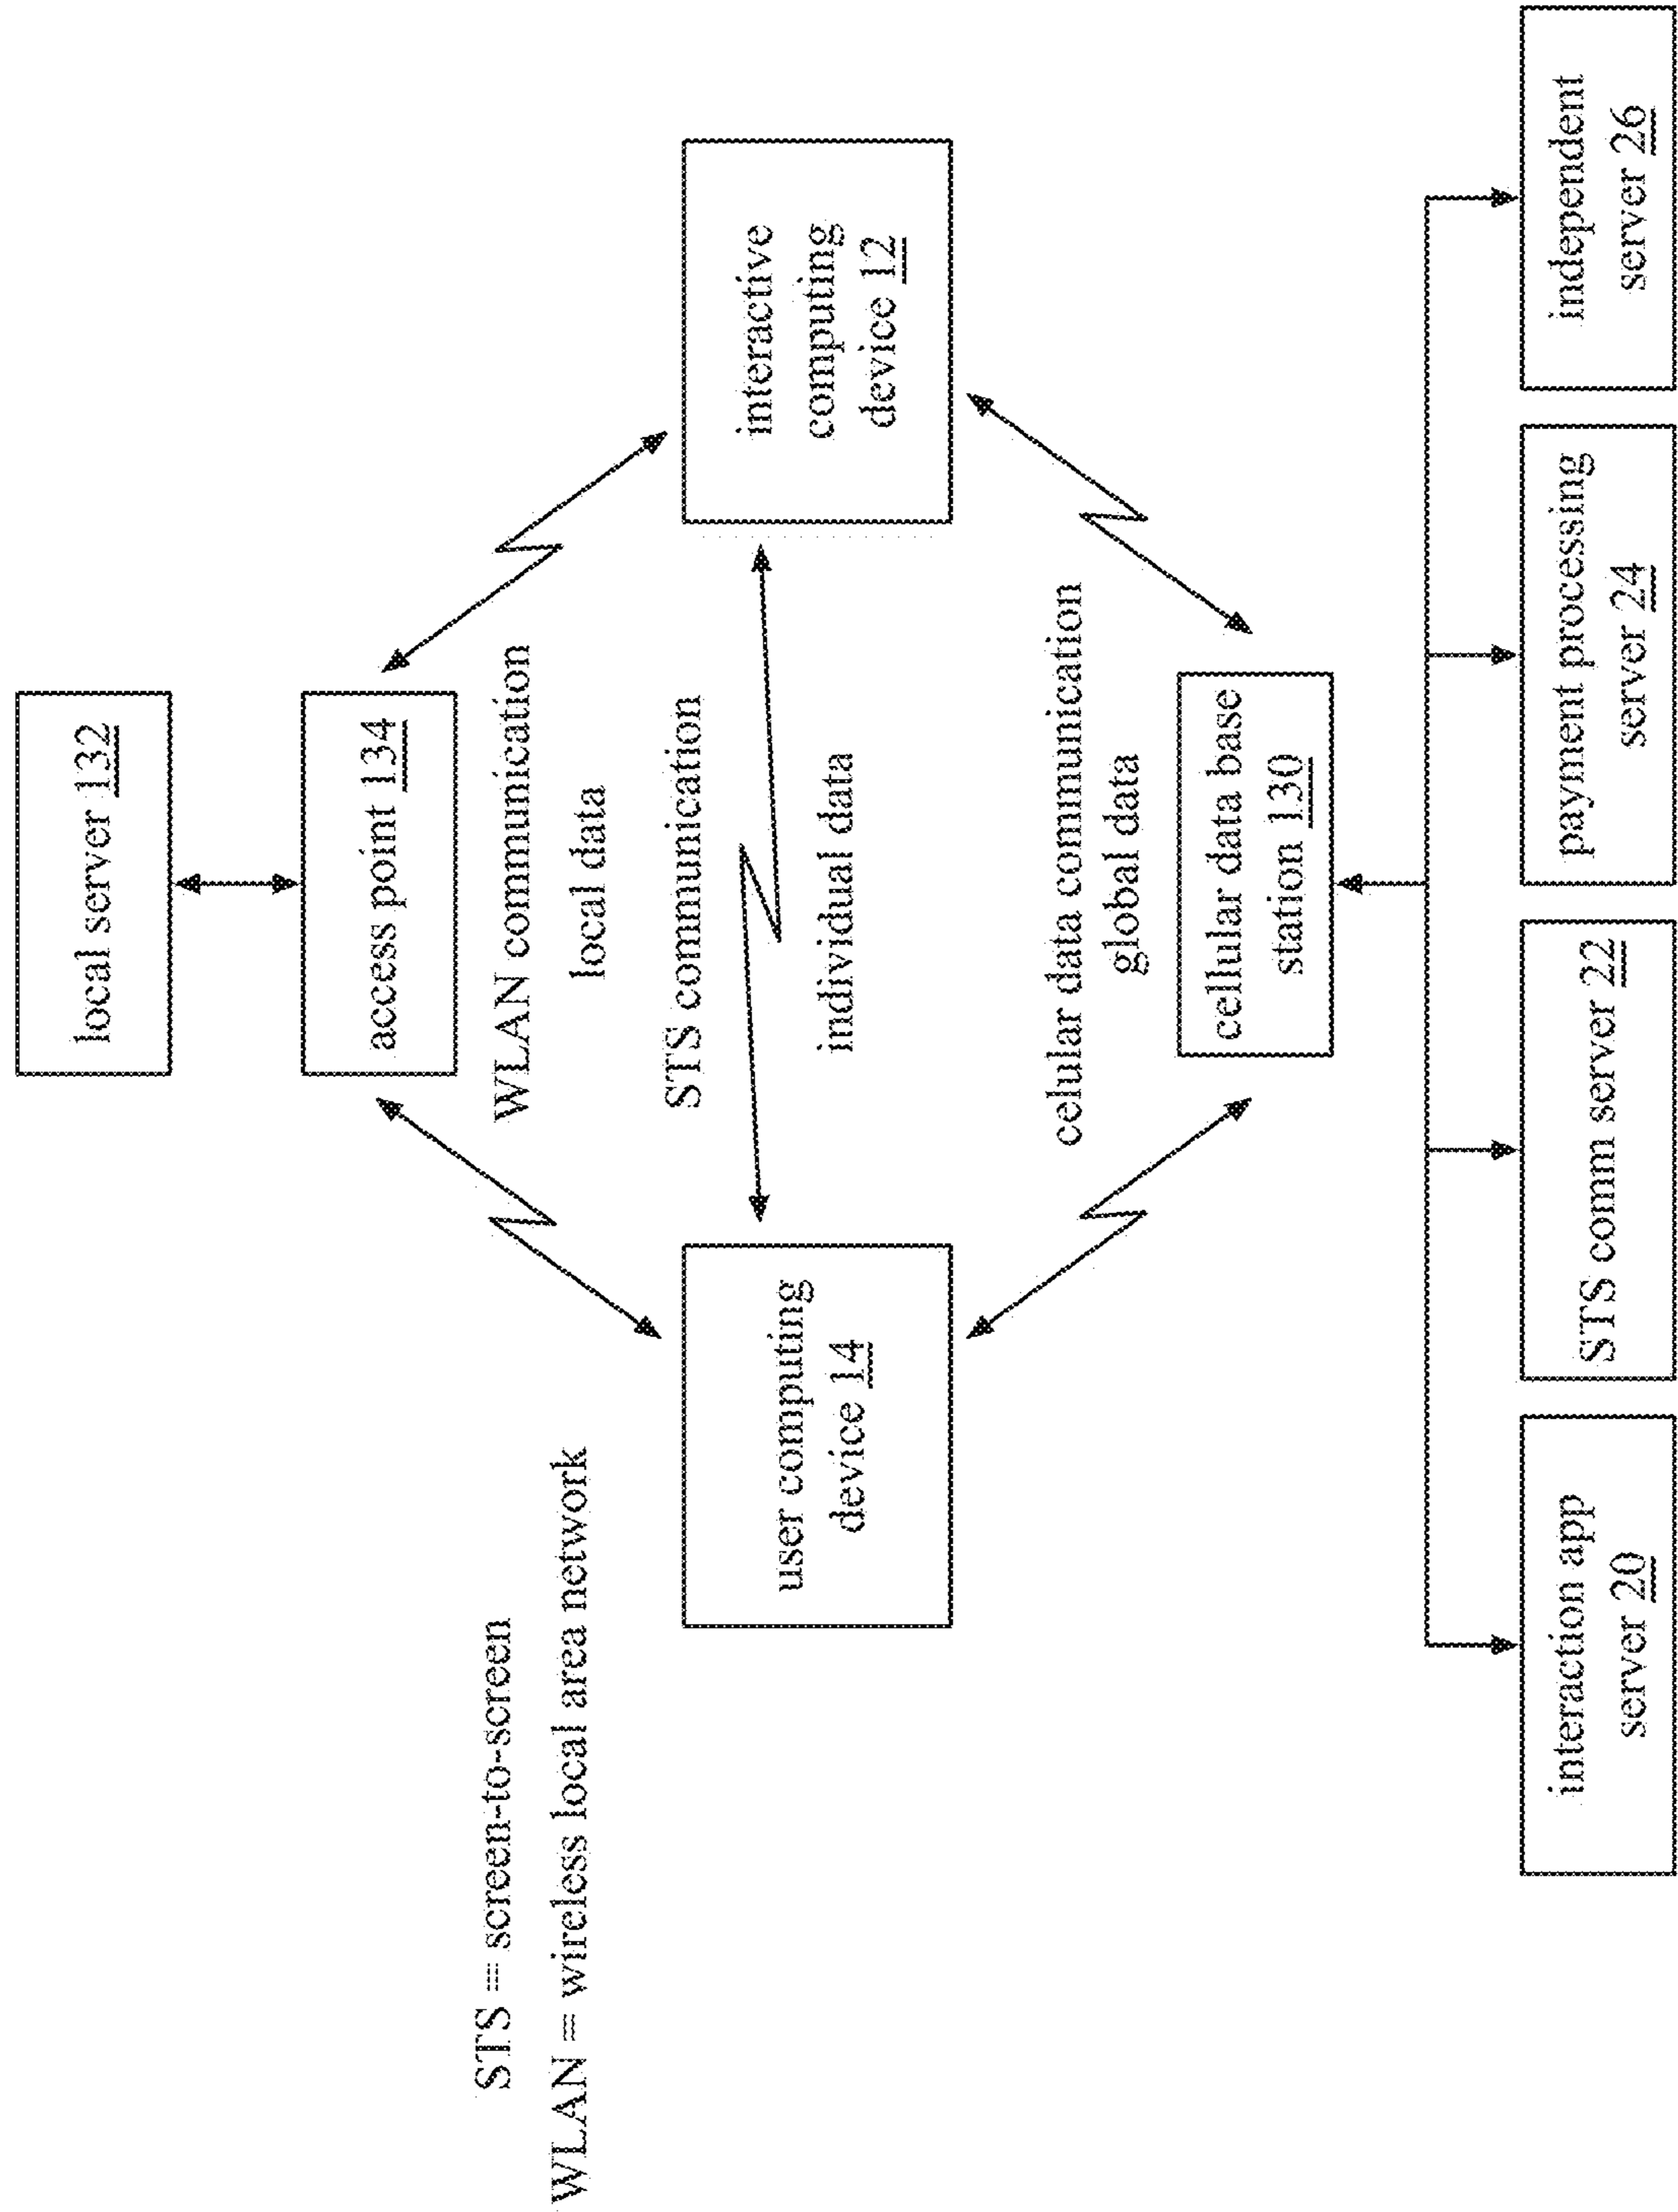 local server 132
access point 134
WLAN communication
local data
STS = screen-to-screen
WLAN = wireless local area network
STS communication
user computing
device 14
interactive
computing
device 12
individual data
celular data communication
global data
cellular data base
station 130
interaction app
server 20
STS comm server 22
payment processing
server 24
independent
server 26